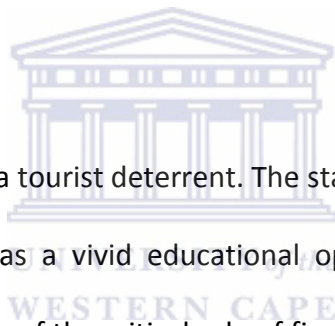 a tourist deterrent. The sta
as a vivid educational op
UNIVERSITY of the
WESTERN CAPE